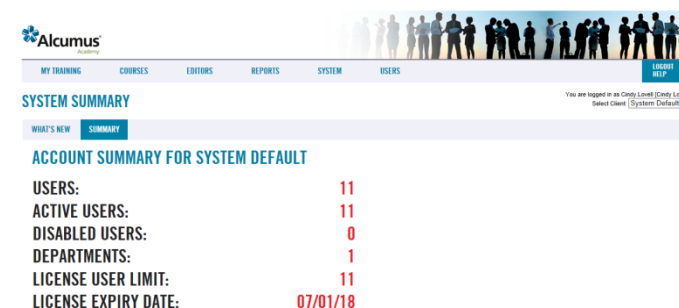 Alcumus
Academy
MY TRAINING COURSES EDITORS REPORTS SYSTEM USERS
LOGOUT
HELP
SYSTEM SUMMARY
You are logged in as Cindy Lovell [Cindy Lo
Select Client System Default
WHAT'S NEW SUMMARY
ACCOUNT SUMMARY FOR SYSTEM DEFAULT
USERS: 11
ACTIVE USERS: 11
DISABLED USERS: 0
DEPARTMENTS: 1
LICENSE USER LIMIT: 11
LICENSE EXPIRY DATE: 07/01/18